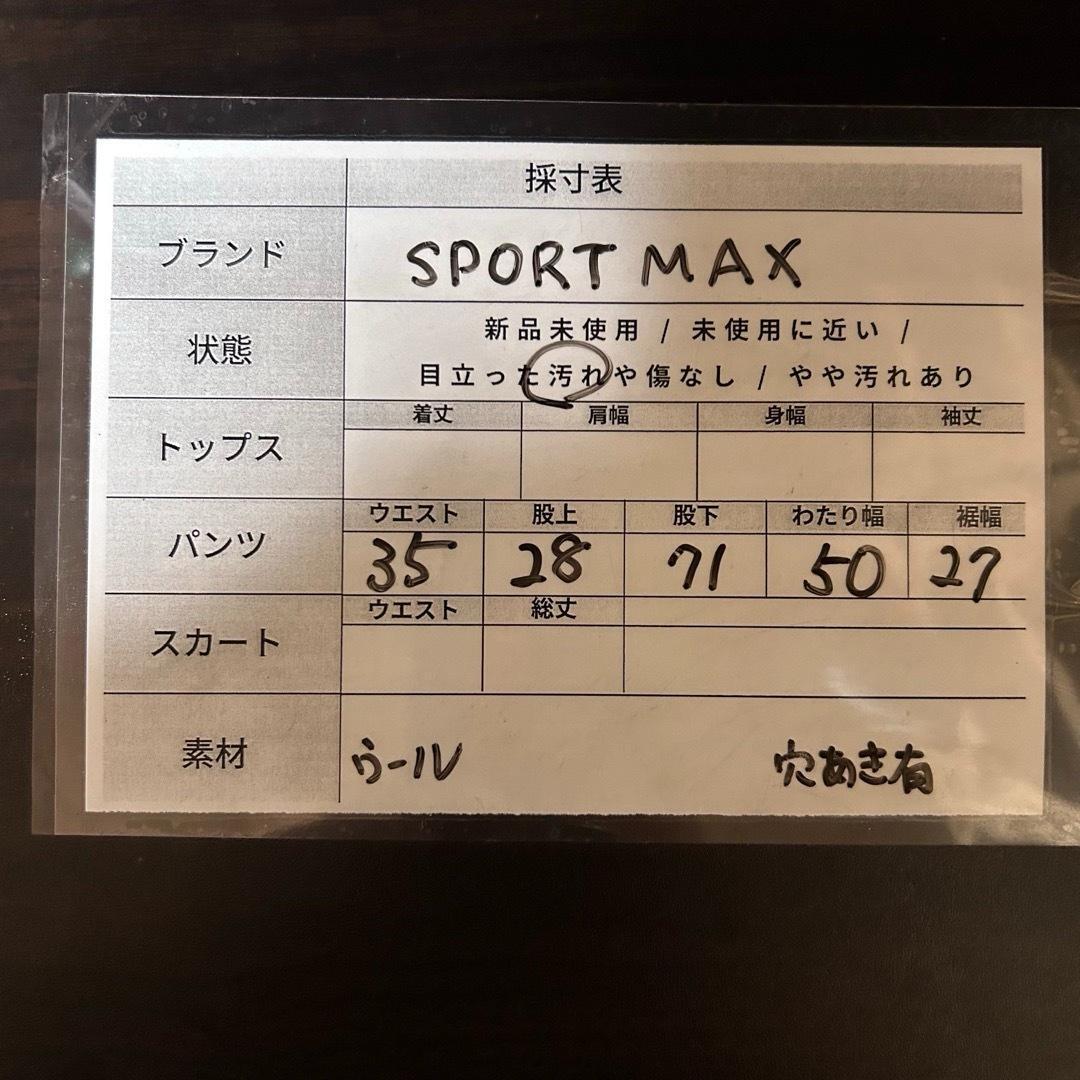 採寸表
ブランド SPORT MAX
状態 新品未使用 / 未使用に近い /
目立った汚れや傷なし / やや汚れあり
トップス 着丈 肩幅 身幅 袖丈
パンツ ウエスト 股上 股下 わたり幅 裾幅
35 28 71 50 27
スカート ウエスト 総丈
素材 ウール 穴あき有